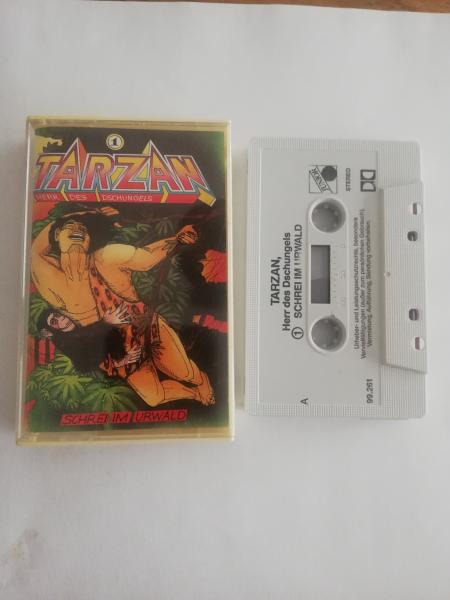 1
TARZAN
HERR DES DSCHUNGELS
SCHREI IM URWALD
TARZAN,
Herr des Dschungels
1 SCHREI IM URWALD
A
STEREO
Urheber- und Leistungsschutzrechte, besonders
Vervielfältigungen (außer zum persönlichen Gebrauch),
Vermietung, Aufführung, Sendung vorbehalten.
99.261